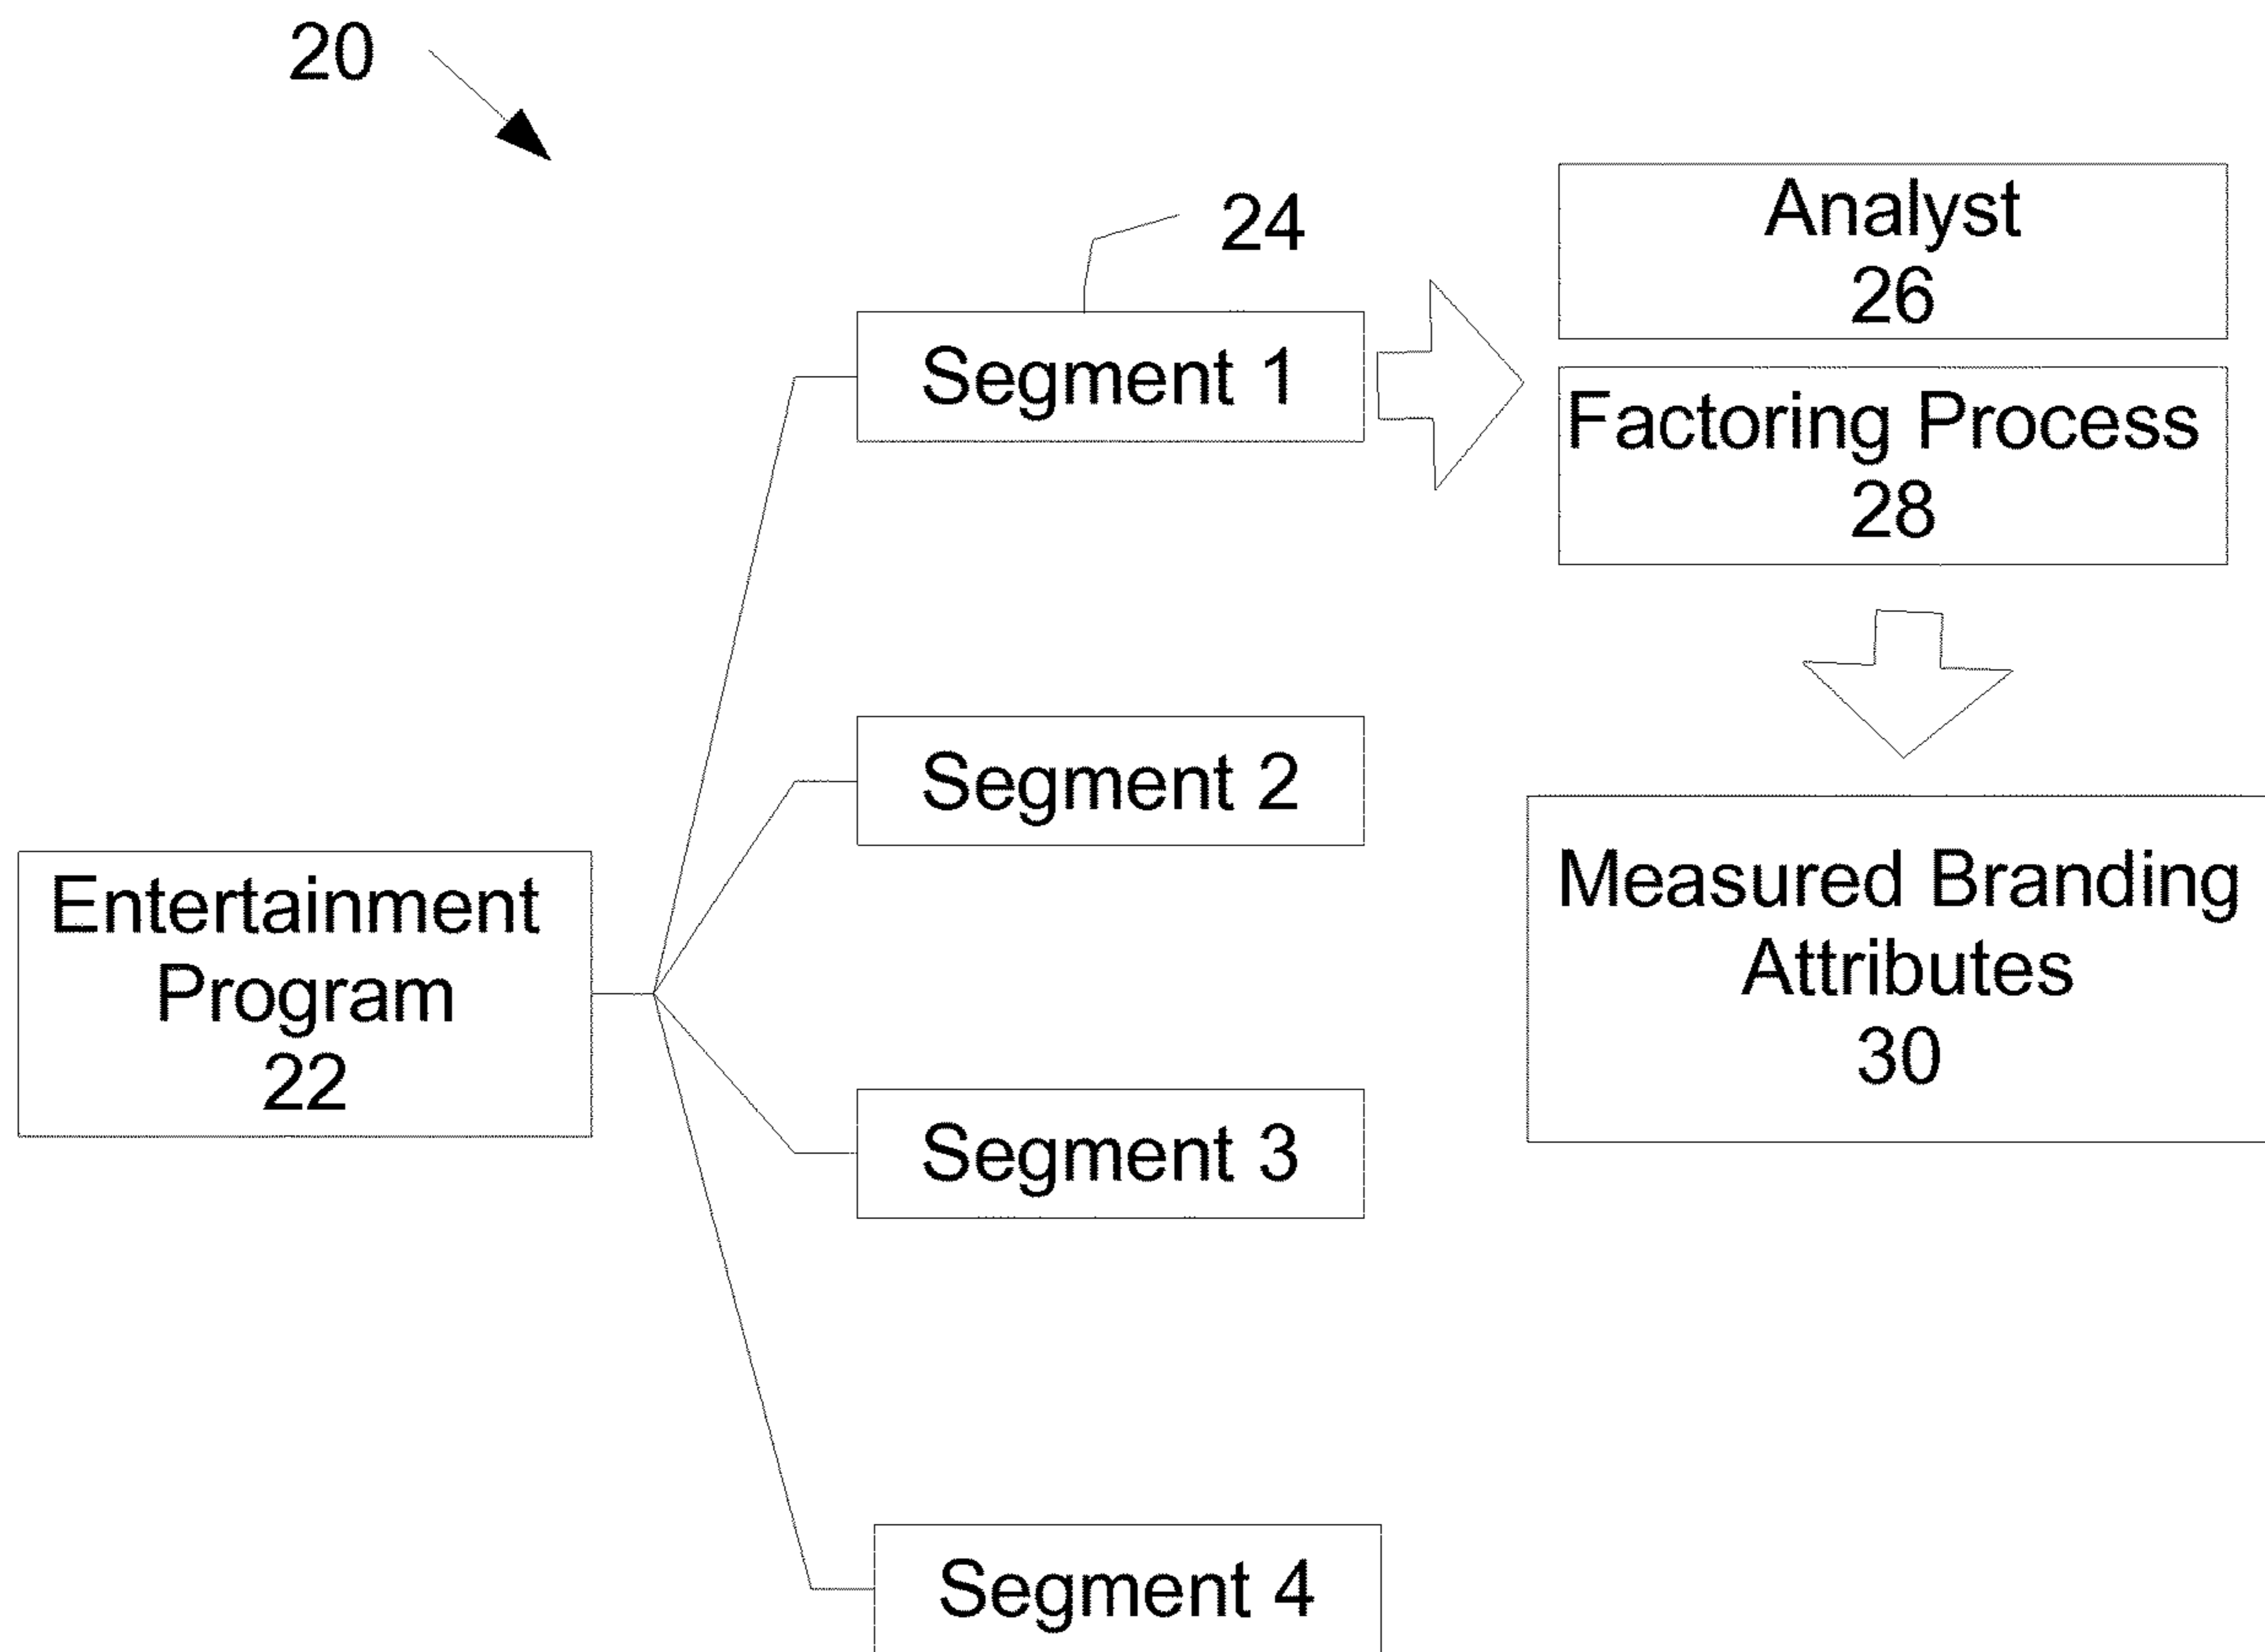 20
24
Analyst
26
Segment 1
Factoring Process
28
Segment 2
Entertainment
Program
22
Measured Branding
Attributes
30
Segment 3
Segment 4